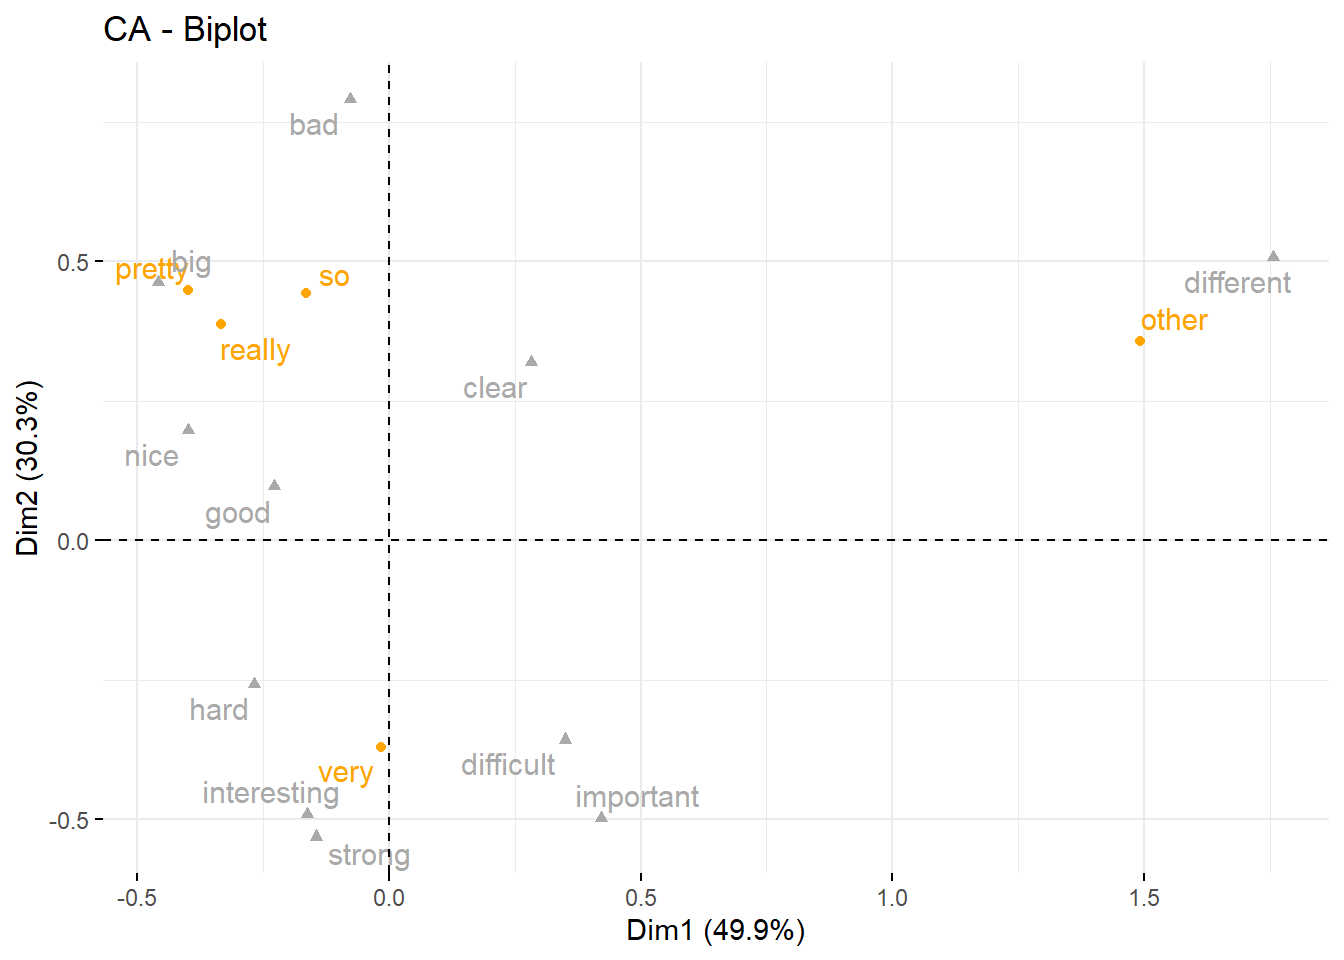 CA - Biplot
bad
big
pretty
so
different
other
really
clear
nice
good
hard
very
difficult
interesting
important
strong
0.5
0.0
-0.5
Dim2 (30.3%)
-0.5
0.0
0.5
1.0
1.5
Dim1 (49.9%)